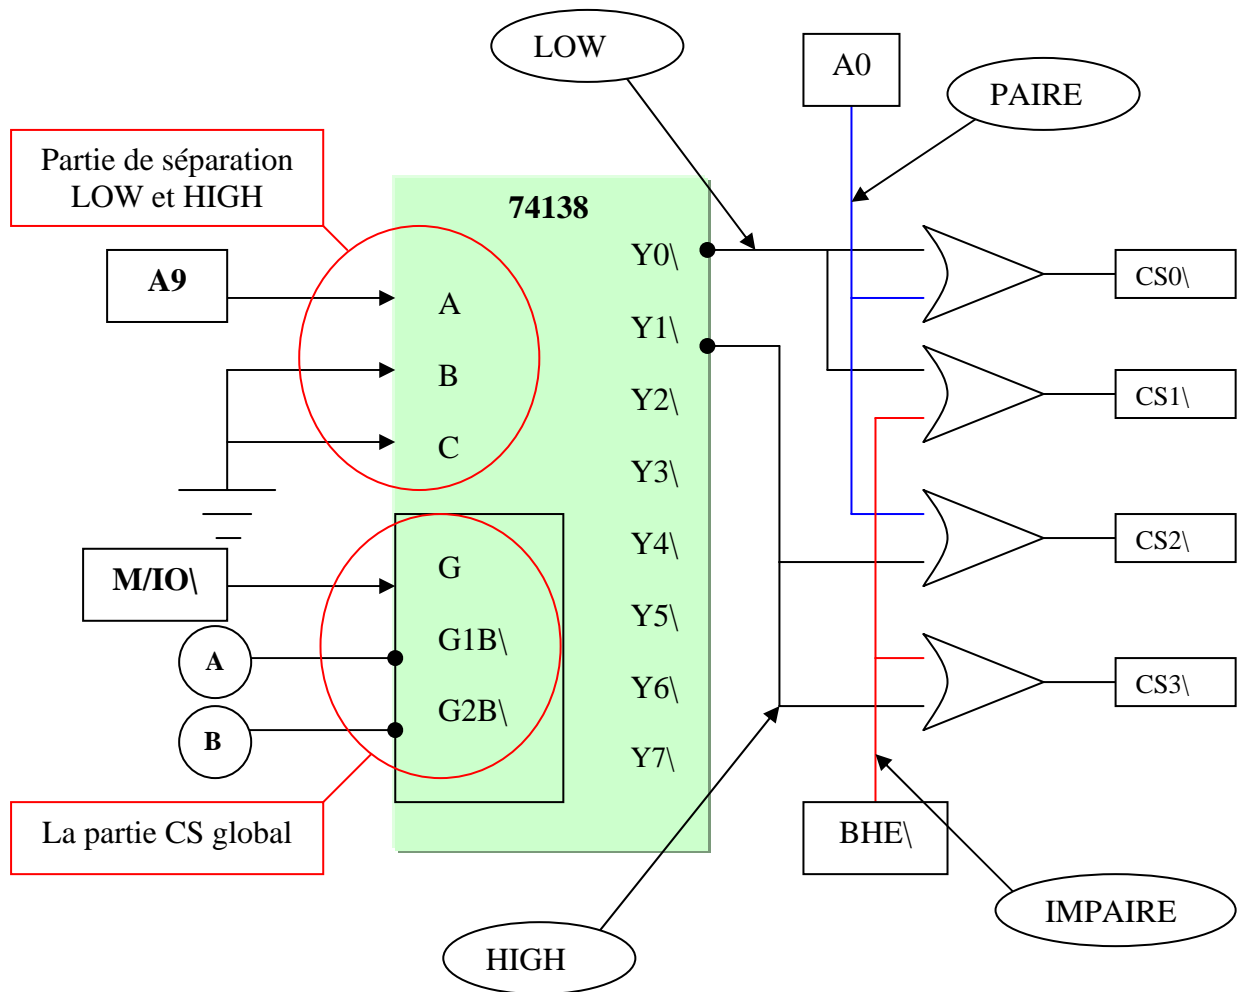 LOW
A0
PAIRE
Partie de séparation
LOW et HIGH
74138
A9
A
B
C
Y0\
Y1\
Y2\
Y3\
Y4\
Y5\
Y6\
Y7\
CS0\
CS1\
CS2\
CS3\
M/IO\
G
G1B\
G2B\
A
B
La partie CS global
BHE\
IMPAIRE
HIGH